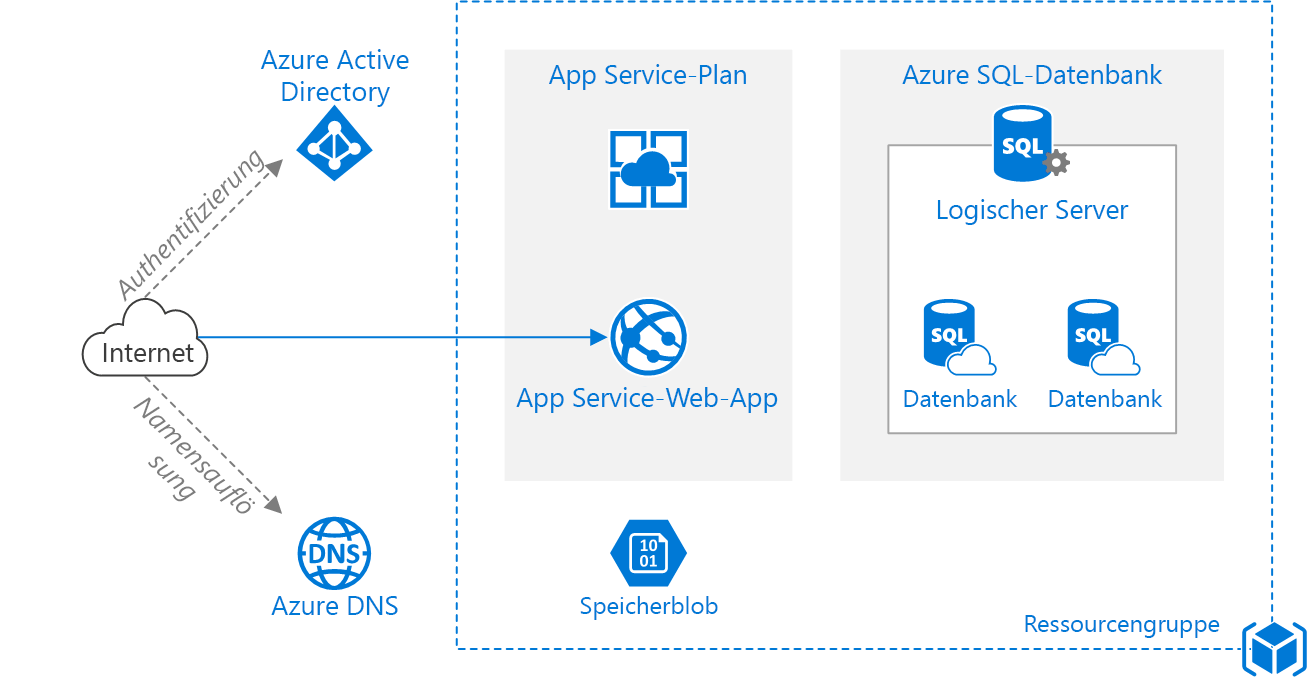 Azure Active
Directory
Authentifizierung
Internet
Namensauflö
sung
DNS
Azure DNS
App Service-Plan
App Service-Web-App
10
01
Speicherblob
Azure SQL-Datenbank
SQL
Logischer Server
SQL
Datenbank
SQL
Datenbank
Ressourcengruppe